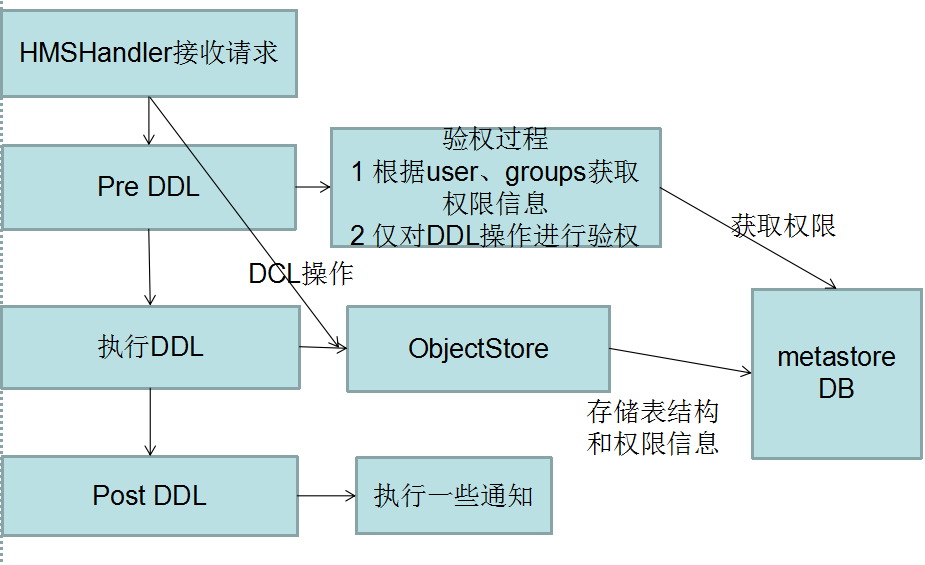 HMSHandler接收请求
验权过程
1 根据user、groups获取
权限信息
2 仅对DDL操作进行验权
Pre DDL
获取权限
DCL操作
执行DDL
ObjectStore
metastore
DB
存储表结构
和权限信息
Post DDL
执行一些通知